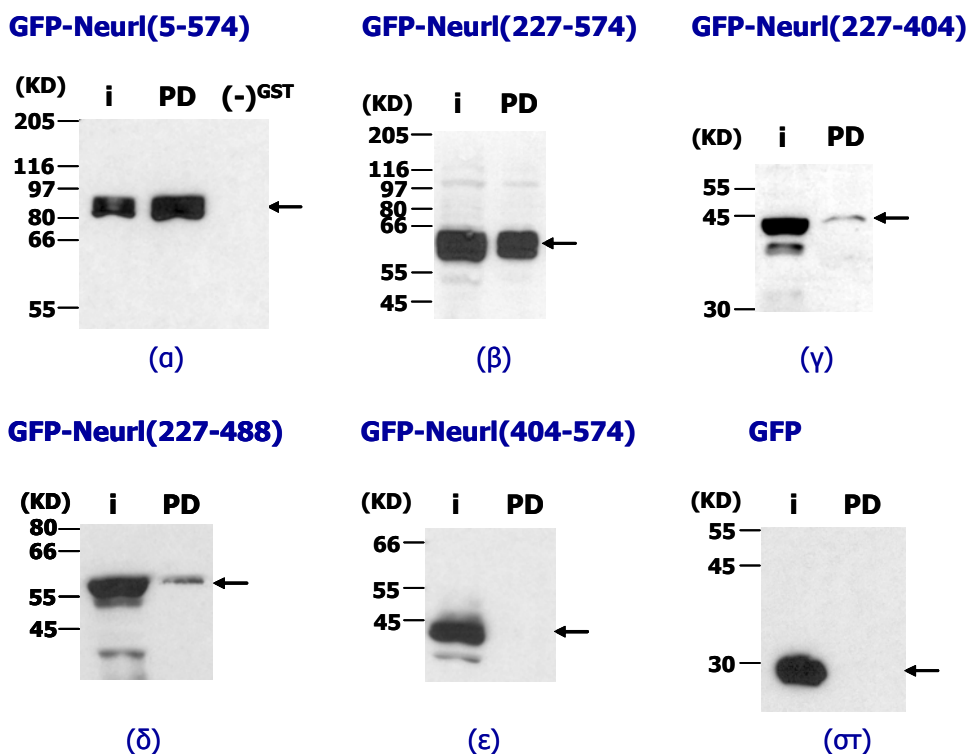 GFP-Neurl(5-574)
(KD) i PD (-)GST
205
116
97
80
66
55
(α)
GFP-Neurl(227-574)
(KD) i PD
205
116
97
80
66
55
45
(β)
GFP-Neurl(227-404)
(KD) i PD
55
45
30
(γ)
GFP-Neurl(227-488)
(KD) i PD
80
66
55
45
(δ)
GFP-Neurl(404-574)
(KD) i PD
66
55
45
(ε)
GFP
(KD) i PD
55
45
30
(στ)